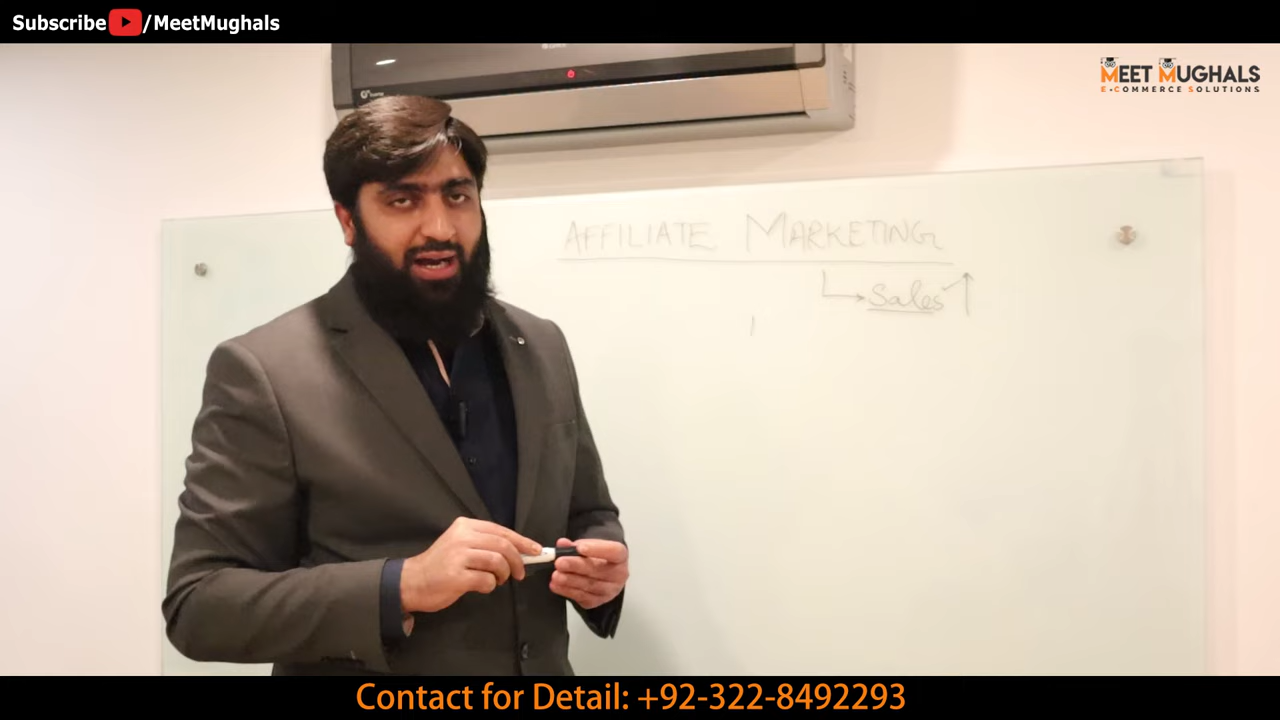 Subscribe /MeetMughals
MEET MUGHALS
E-COMMERCE SOLUTIONS
AFFILIATE MARKETING
Sales
Contact for Detail: +92-322-8492293